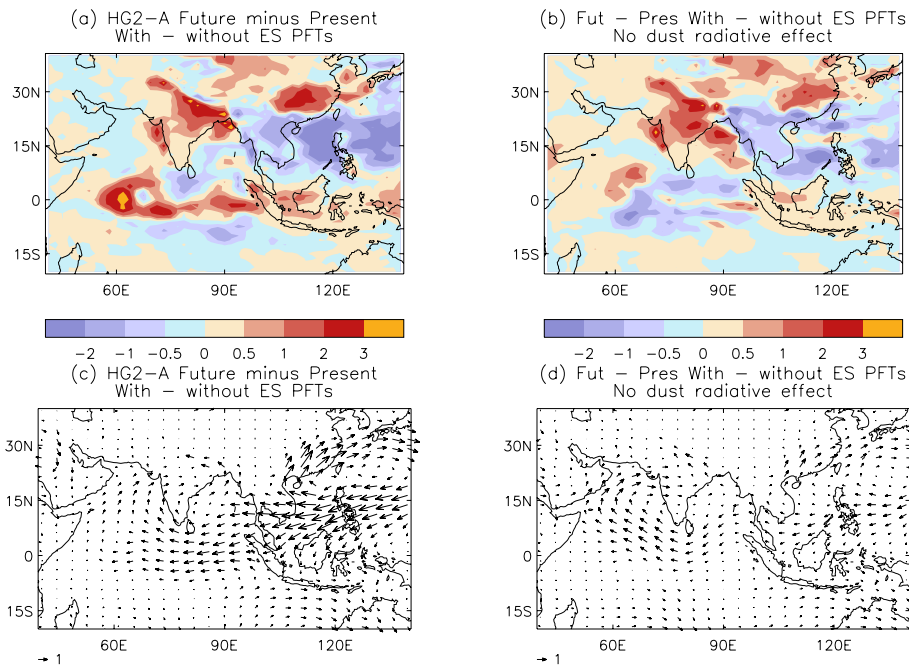 (a) HG2-A Future minus Present
With - without ES PFTs
(b) Fut - Pres With - without ES PFTs
No dust radiative effect
30N
15N
0
15S
60E 90E 120E
30N
15N
0
15S
60E 90E 120E
-2 -1 -0.5 0 0.5 1 2 3
-2 -1 -0.5 0 0.5 1 2 3
(c) HG2-A Future minus Present
With - without ES PFTs
(d) Fut - Pres With - without ES PFTs
No dust radiative effect
30N
15N
0
15S
60E 90E 120E
1
30N
15N
0
15S
60E 90E 120E
1